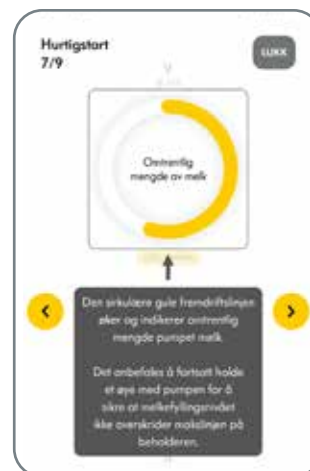 Hurtigstart
7/9
LUKK
Omtrentlig
mengde av melk
Den sirkulære gule fremdriftslinjen
øker og indikerer omtrentlig
mengde pumpet melk.
Det anbefales å fortsatt holde
et øye med pumpen for å
sikre at melkefyllingsnivået
ikke overskrider makslinjen på
beholderen.